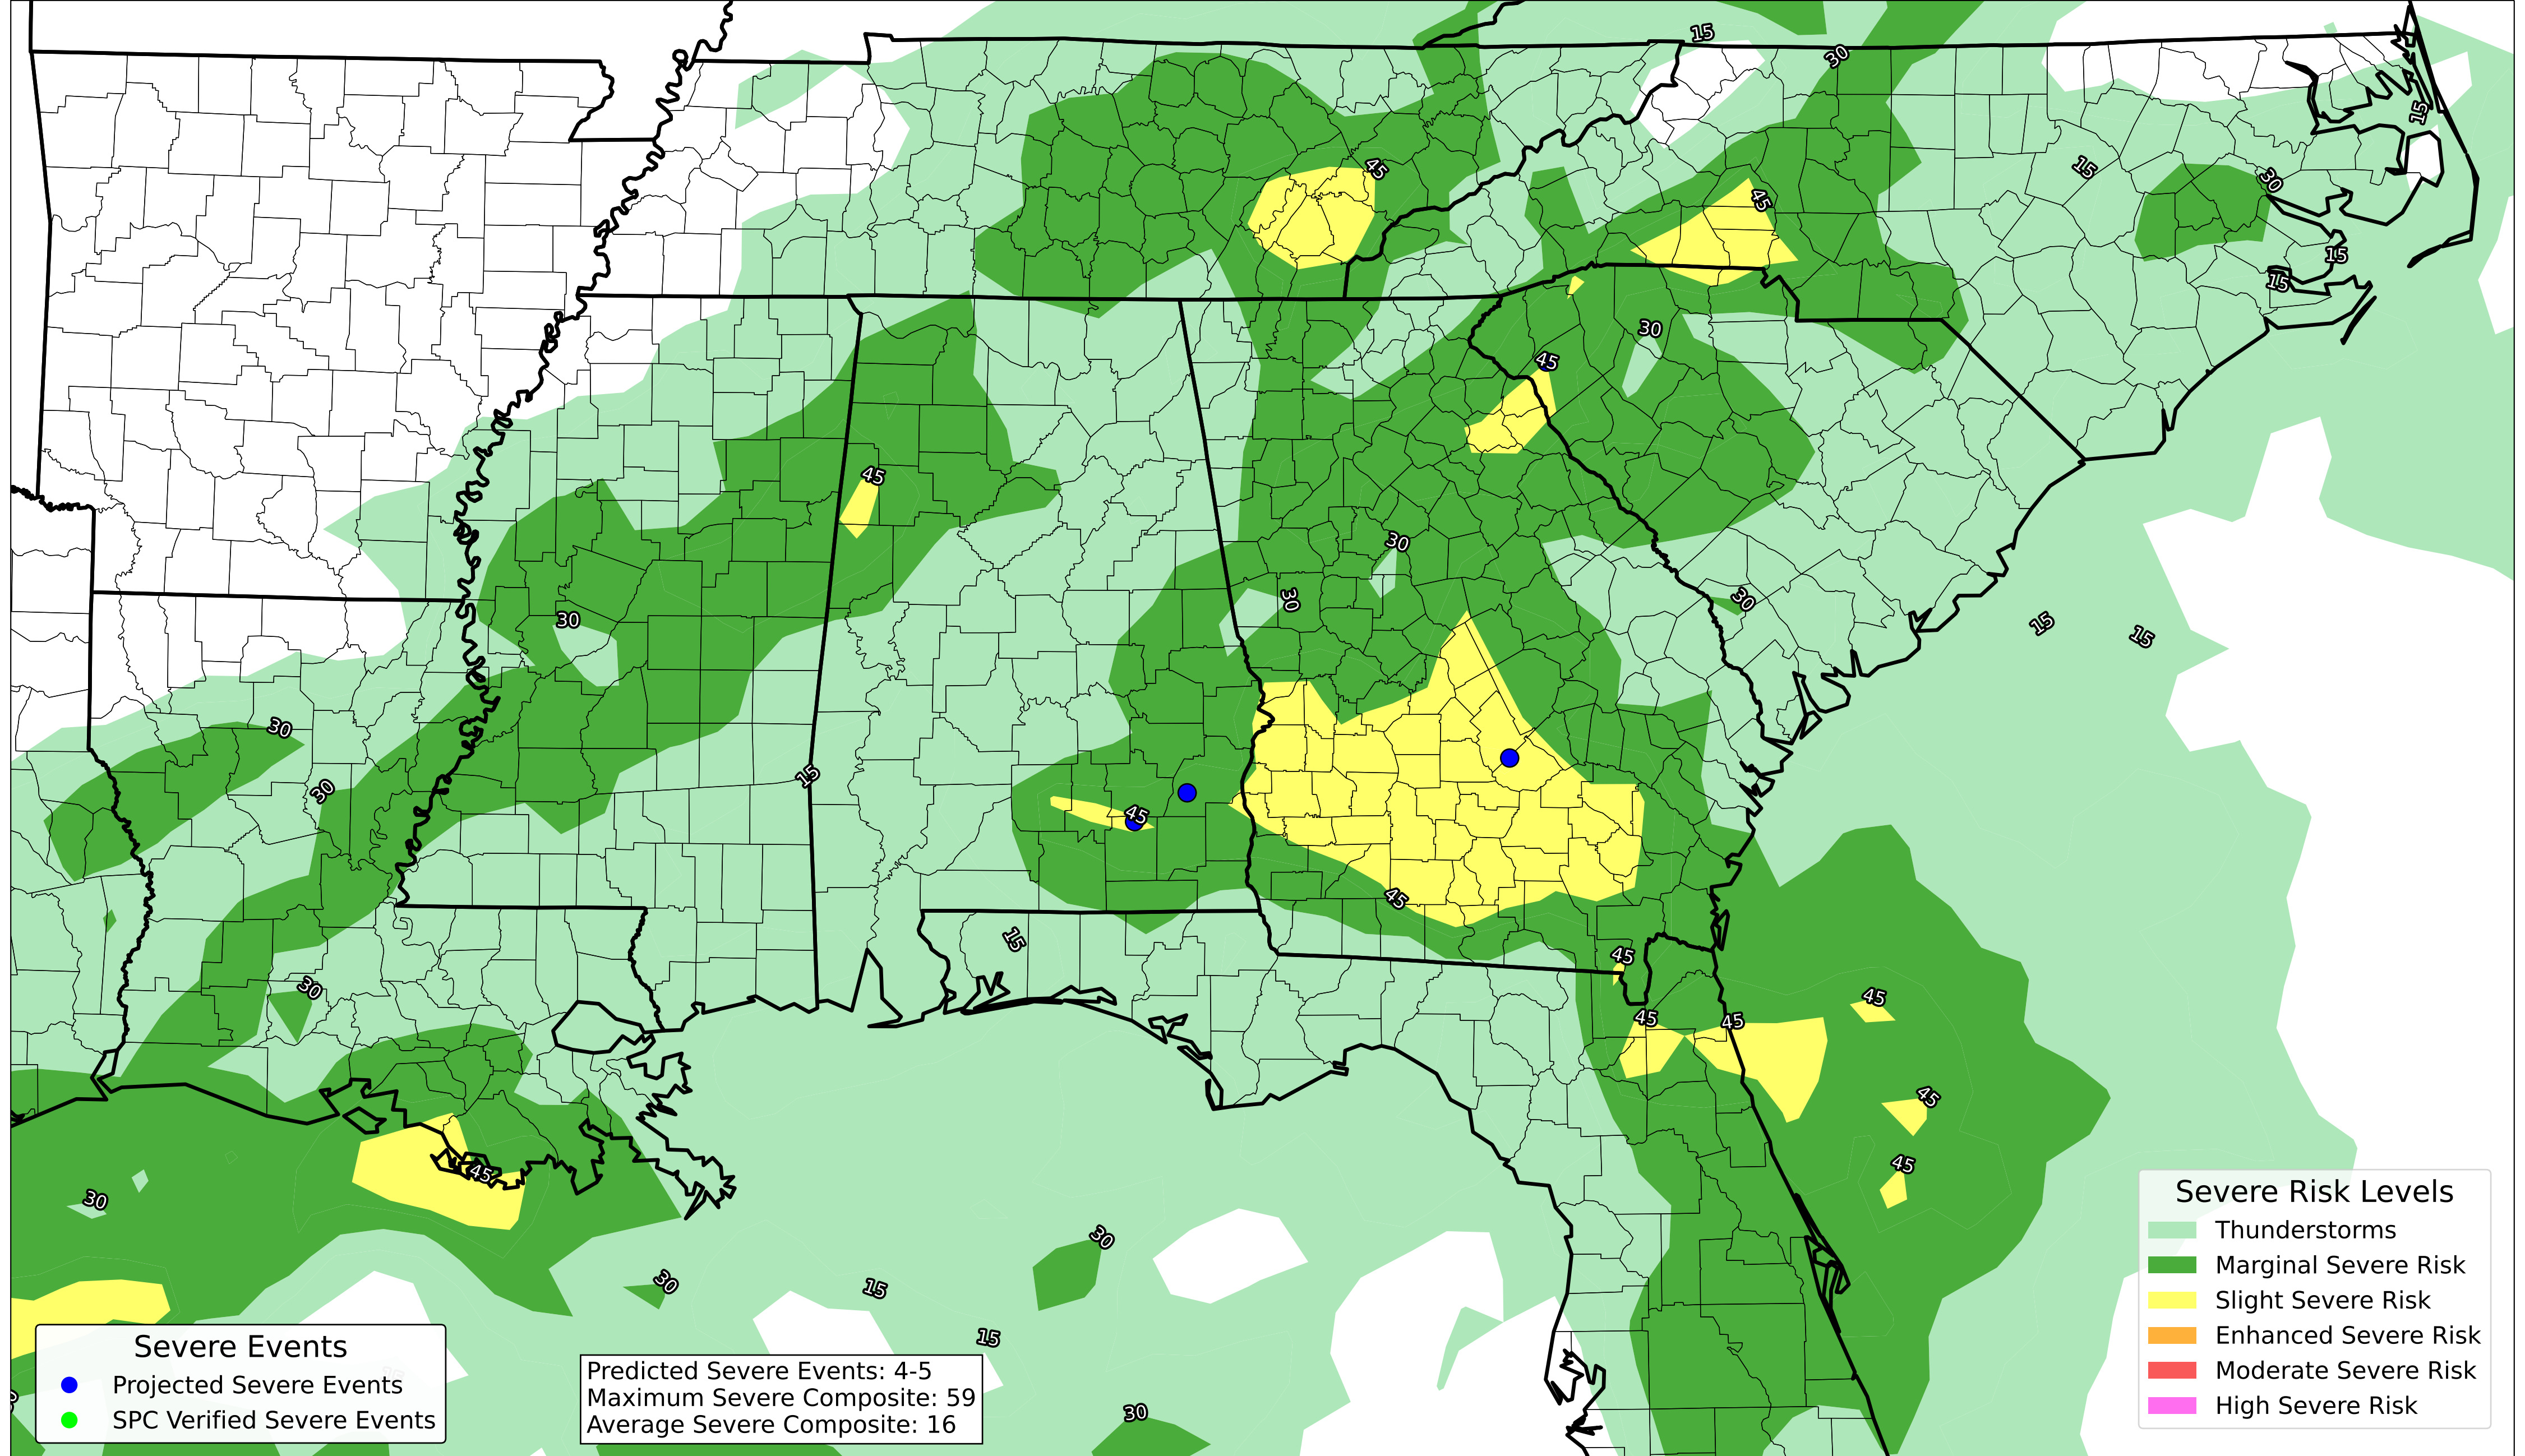 15
30
15
45
15
30
45
15
15
30
45
45
30
30
30
30
15
15
30
15
30
45
45
15
45
30
45
45
45
45
45
45
30
30
30
15
15
30
Severe Risk Levels
Thunderstorms
Marginal Severe Risk
Slight Severe Risk
Enhanced Severe Risk
Moderate Severe Risk
High Severe Risk
Severe Events
Projected Severe Events
SPC Verified Severe Events
Predicted Severe Events: 4-5
Maximum Severe Composite: 59
Average Severe Composite: 16